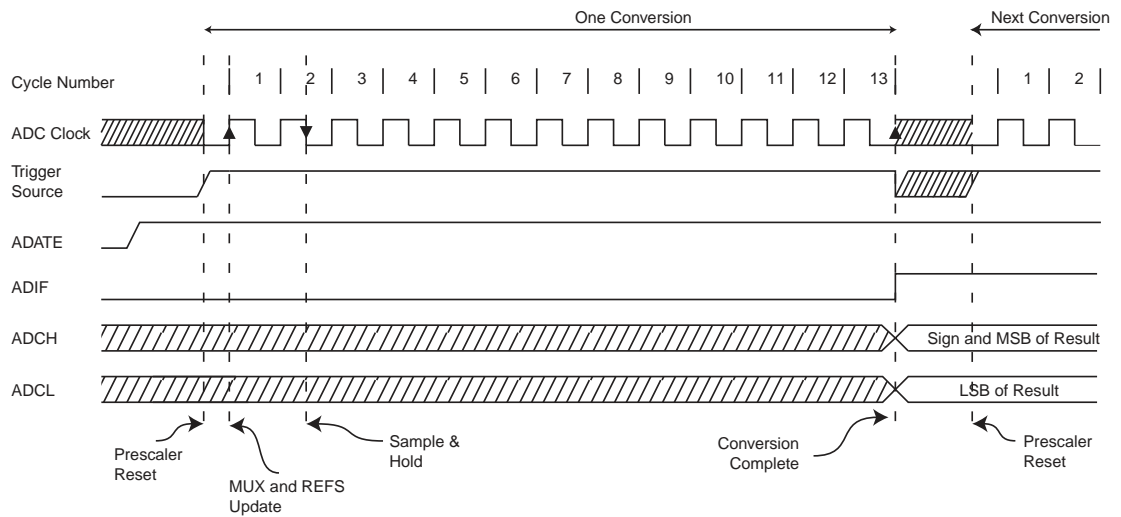 One Conversion
Next Conversion
Cycle Number
1 2 3 4 5 6 7 8 9 10 11 12 13 1 2
ADC Clock
Trigger
Source
ADATE
ADIF
ADCH
Sign and MSB of Result
ADCL
LSB of Result
Prescaler
Reset
MUX and REFS
Update
Sample &
Hold
Conversion
Complete
Prescaler
Reset